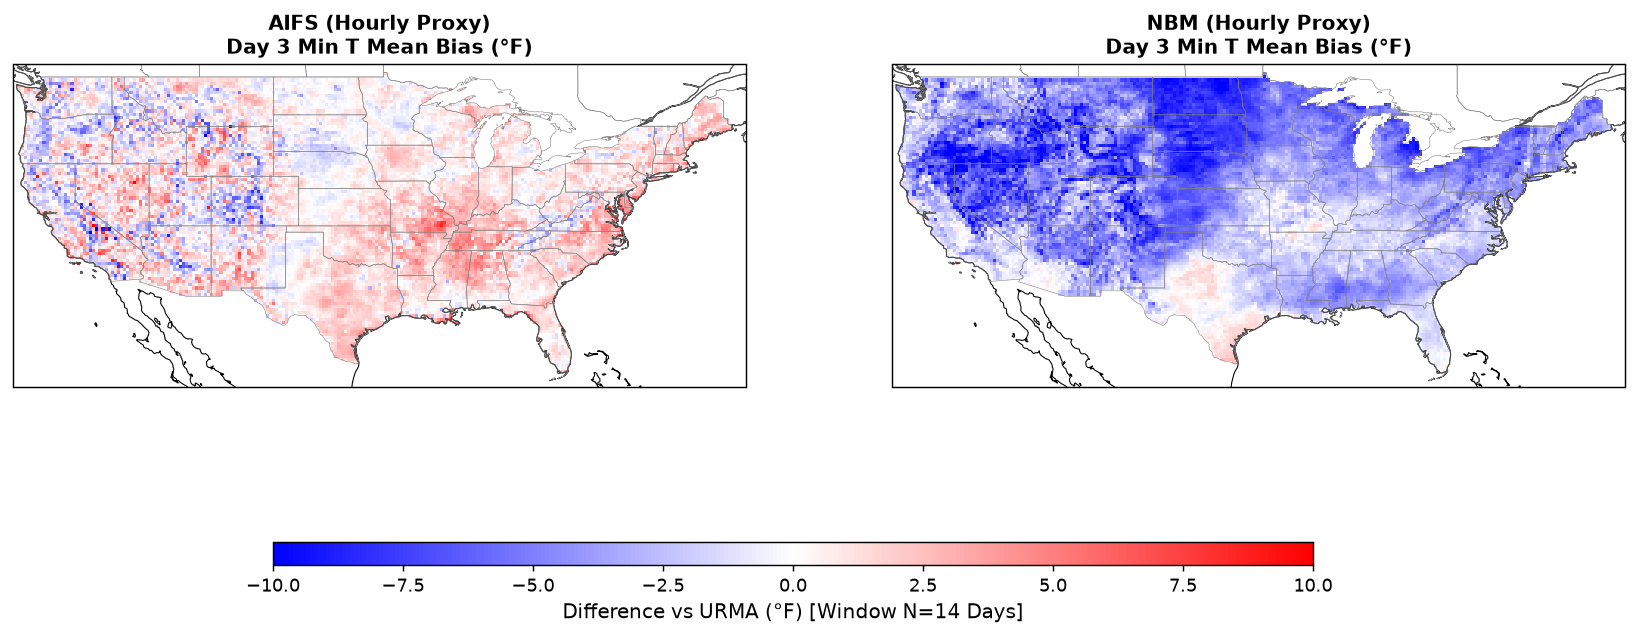 AIFS (Hourly Proxy)
Day 3 Min T Mean Bias (°F)
NBM (Hourly Proxy)
Day 3 Min T Mean Bias (°F)
−10.0 −7.5 −5.0 −2.5 0.0 2.5 5.0 7.5 10.0
Difference vs URMA (°F) [Window N=14 Days]